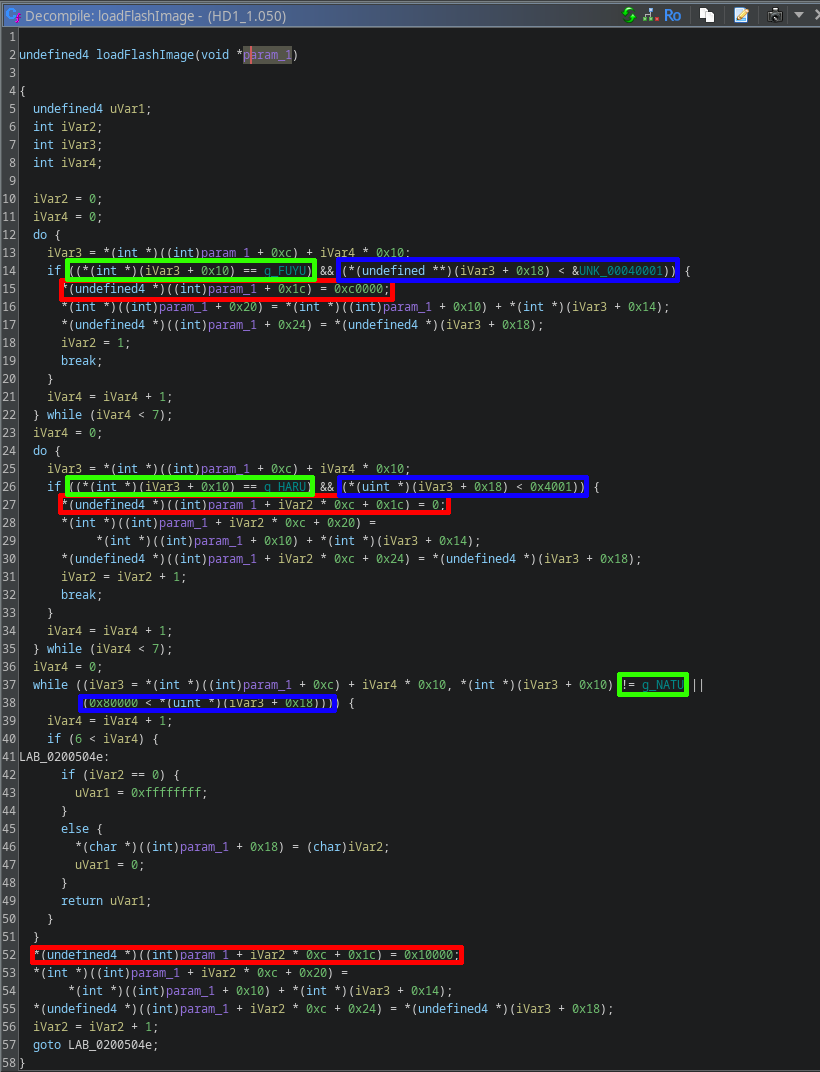 Decompile: loadFlashImage - (HD1_1.050)
Ro
1
2 undefined4 loadFlashImage(void *param_1)
3
4 {
5 undefined4 uVar1;
6 int iVar2;
7 int iVar3;
8 int iVar4;
9
10 iVar2 = 0;
11 iVar4 = 0;
12 do {
13 iVar3 = *(int *)((int)param_1 + 0xc) + iVar4 * 0x10;
14 if ((*(int *)(iVar3 + 0x10) == g_FUYU) && (*(undefined **)(iVar3 + 0x18) < &UNK_00040001)) {
15 *(undefined4 *)((int)param_1 + 0x1c) = 0xc0000;
16 *(int *)((int)param_1 + 0x20) = *(int *)((int)param_1 + 0x10) + *(int *)(iVar3 + 0x14);
17 *(undefined4 *)((int)param_1 + 0x24) = *(undefined4 *)(iVar3 + 0x18);
18 iVar2 = 1;
19 break;
20 }
21 iVar4 = iVar4 + 1;
22 } while (iVar4 < 7);
23 iVar4 = 0;
24 do {
25 iVar3 = *(int *)((int)param_1 + 0xc) + iVar4 * 0x10;
26 if ((*(int *)(iVar3 + 0x10) == g_HARU) && (*(uint *)(iVar3 + 0x18) < 0x4001)) {
27 *(undefined4 *)((int)param_1 + iVar2 * 0xc + 0x1c) = 0;
28 *(int *)((int)param_1 + iVar2 * 0xc + 0x20) =
29 *(int *)((int)param_1 + 0x10) + *(int *)(iVar3 + 0x14);
30 *(undefined4 *)((int)param_1 + iVar2 * 0xc + 0x24) = *(undefined4 *)(iVar3 + 0x18);
31 iVar2 = iVar2 + 1;
32 break;
33 }
34 iVar4 = iVar4 + 1;
35 } while (iVar4 < 7);
36 iVar4 = 0;
37 while ((iVar3 = *(int *)((int)param_1 + 0xc) + iVar4 * 0x10, *(int *)(iVar3 + 0x10) != g_NATU ||
38 (0x80000 < *(uint *)(iVar3 + 0x18)))) {
39 iVar4 = iVar4 + 1;
40 if (6 < iVar4) {
41 LAB_0200504e:
42 if (iVar2 == 0) {
43 uVar1 = 0xffffffff;
44 }
45 else {
46 *(char *)((int)param_1 + 0x18) = (char)iVar2;
47 uVar1 = 0;
48 }
49 return uVar1;
50 }
51 }
52 *(undefined4 *)((int)param_1 + iVar2 * 0xc + 0x1c) = 0x10000;
53 *(int *)((int)param_1 + iVar2 * 0xc + 0x20) =
54 *(int *)((int)param_1 + 0x10) + *(int *)(iVar3 + 0x14);
55 *(undefined4 *)((int)param_1 + iVar2 * 0xc + 0x24) = *(undefined4 *)(iVar3 + 0x18);
56 iVar2 = iVar2 + 1;
57 goto LAB_0200504e;
58 }